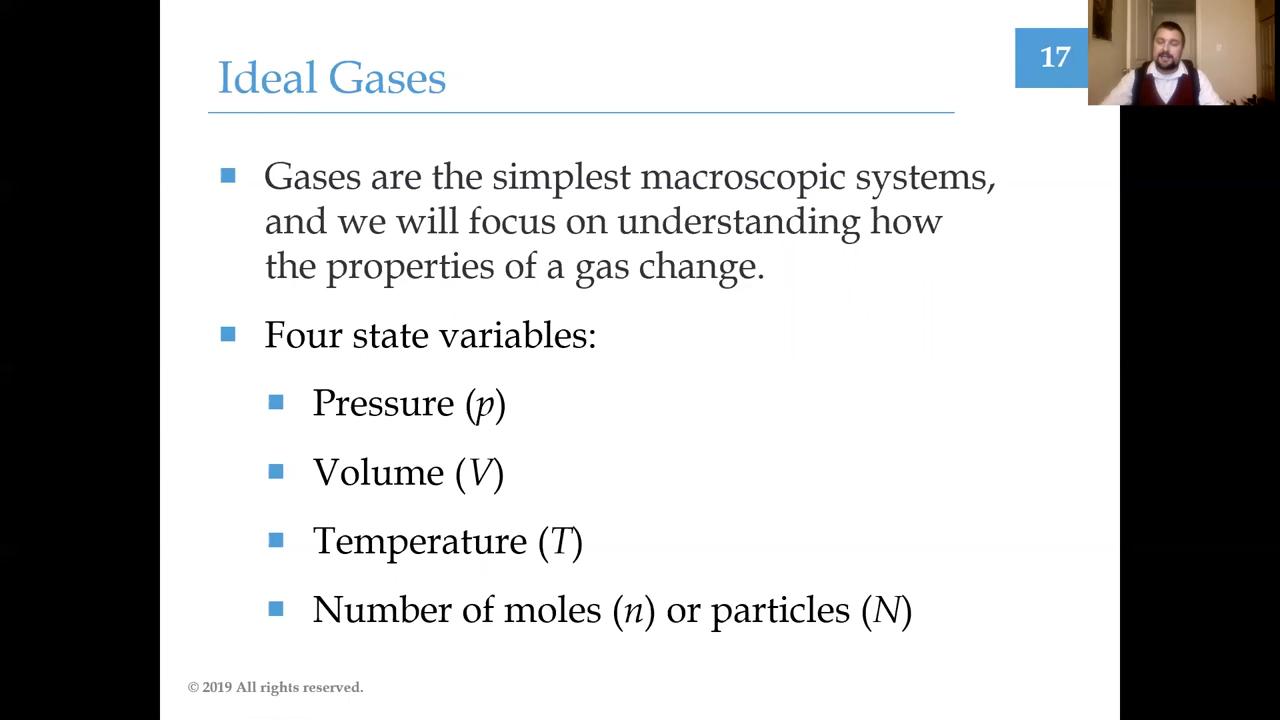 Ideal Gases
17
Gases are the simplest macroscopic systems,
and we will focus on understanding how
the properties of a gas change.
Four state variables:
Pressure (p)
Volume (V)
Temperature (T)
Number of moles (n) or particles (N)
© 2019 All rights reserved.